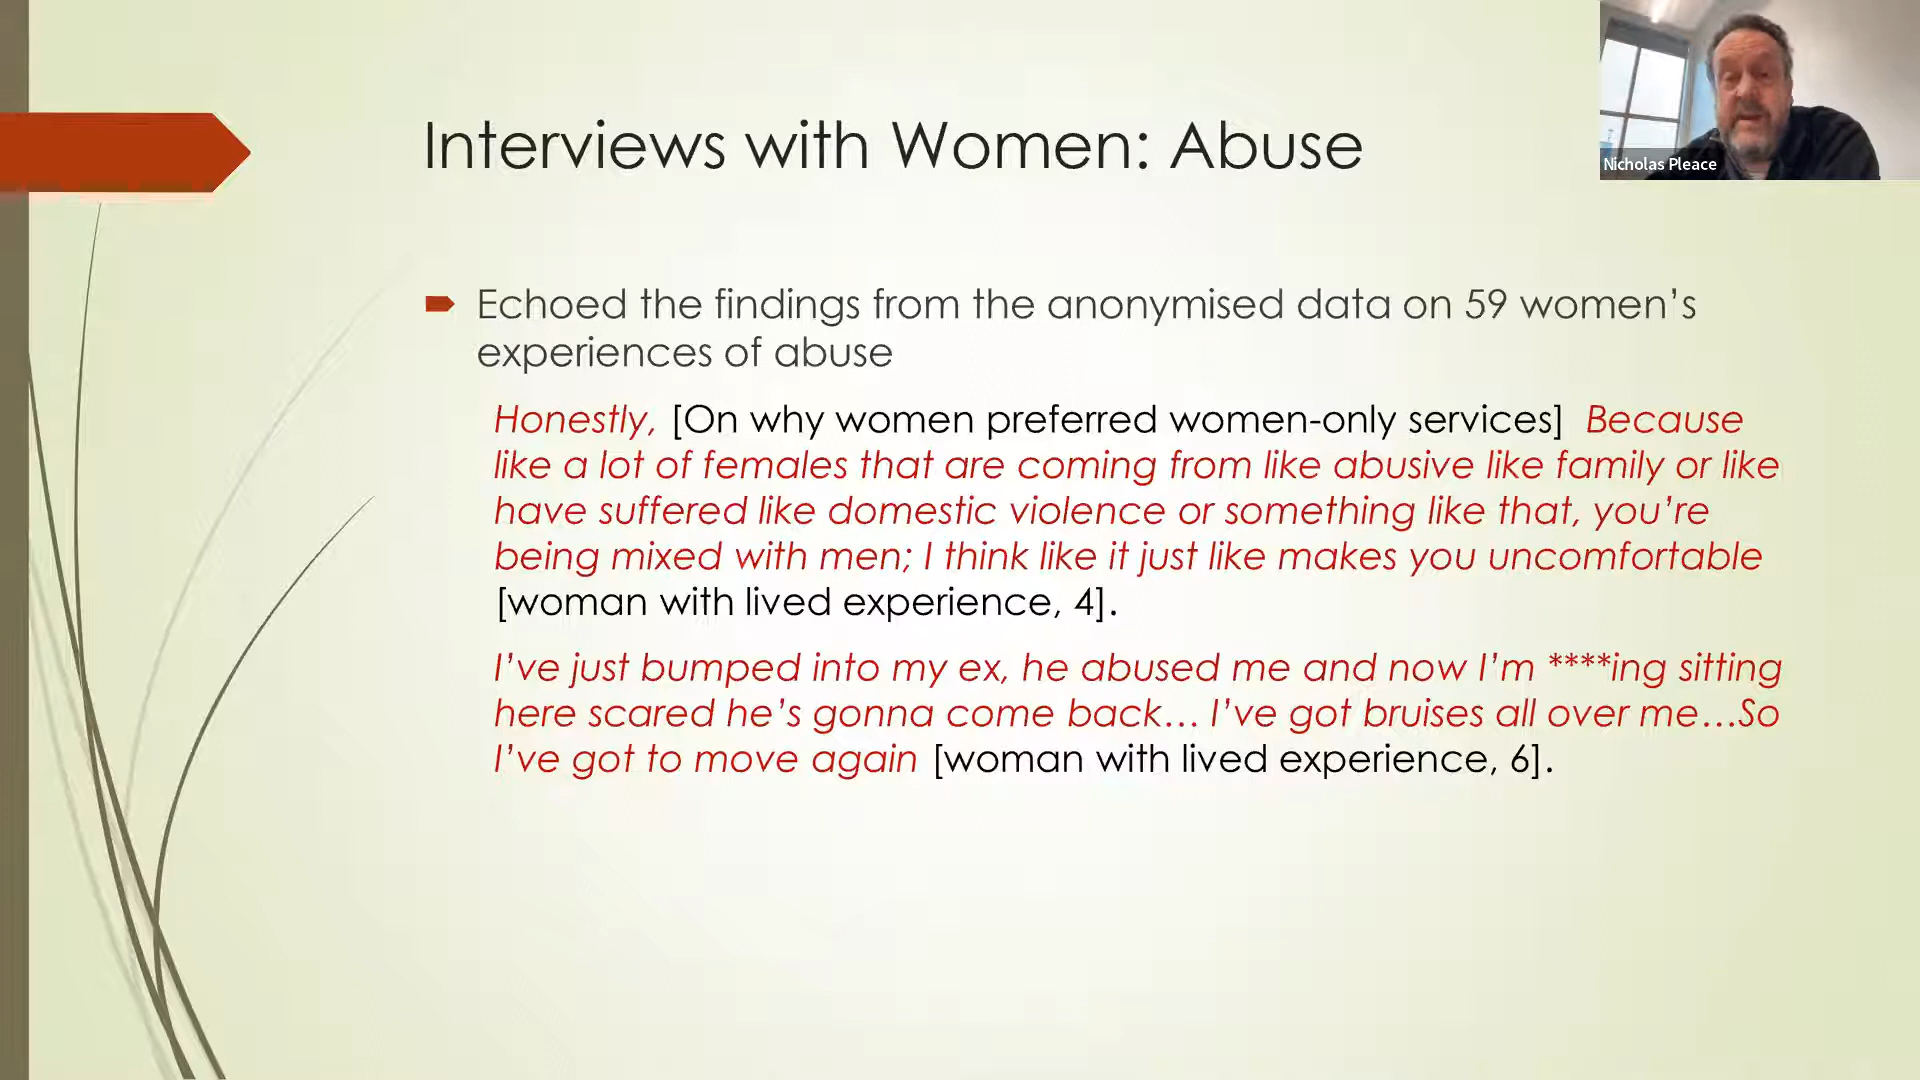 Interviews with Women: Abuse
Nicholas Pleace
Echoed the findings from the anonymised data on 59 women’s
experiences of abuse
Honestly, [On why women preferred women-only services] Because
like a lot of females that are coming from like abusive like family or like
have suffered like domestic violence or something like that, you’re
being mixed with men; I think like it just like makes you uncomfortable
[woman with lived experience, 4].
I’ve just bumped into my ex, he abused me and now I’m ****ing sitting
here scared he’s gonna come back… I’ve got bruises all over me…So
I’ve got to move again [woman with lived experience, 6].